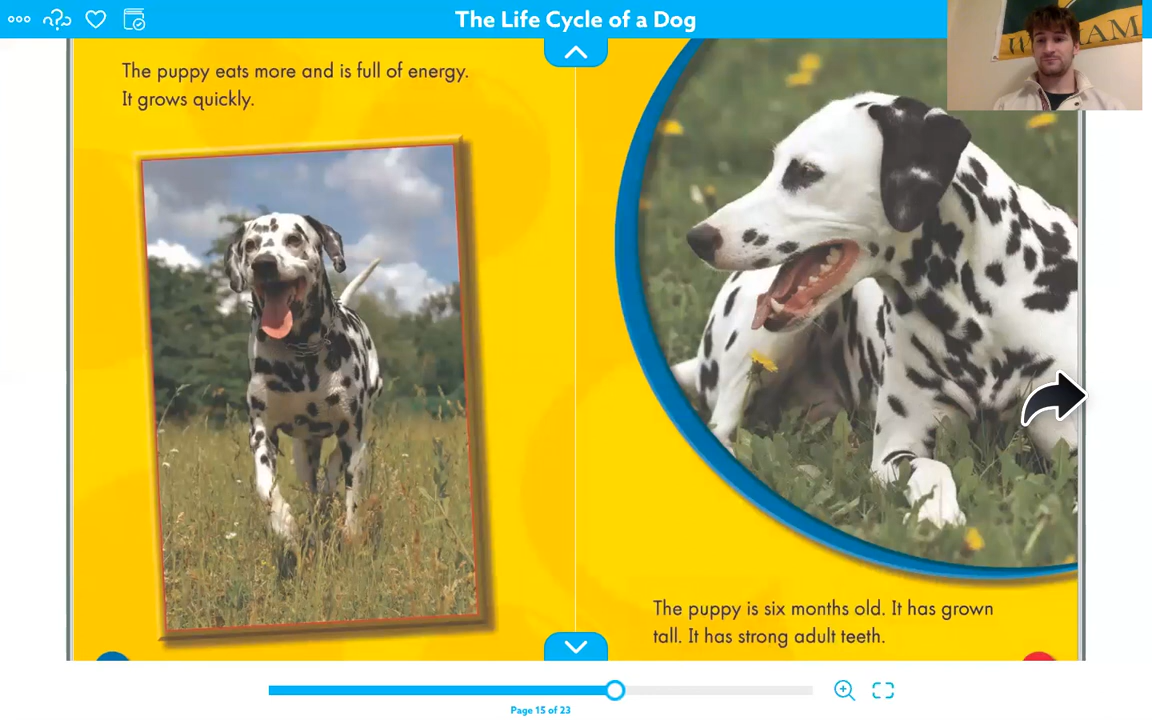 The Life Cycle of a Dog
The puppy eats more and is full of energy.
It grows quickly.
The puppy is six months old. It has grown
tall. It has strong adult teeth.
Page 15 of 23